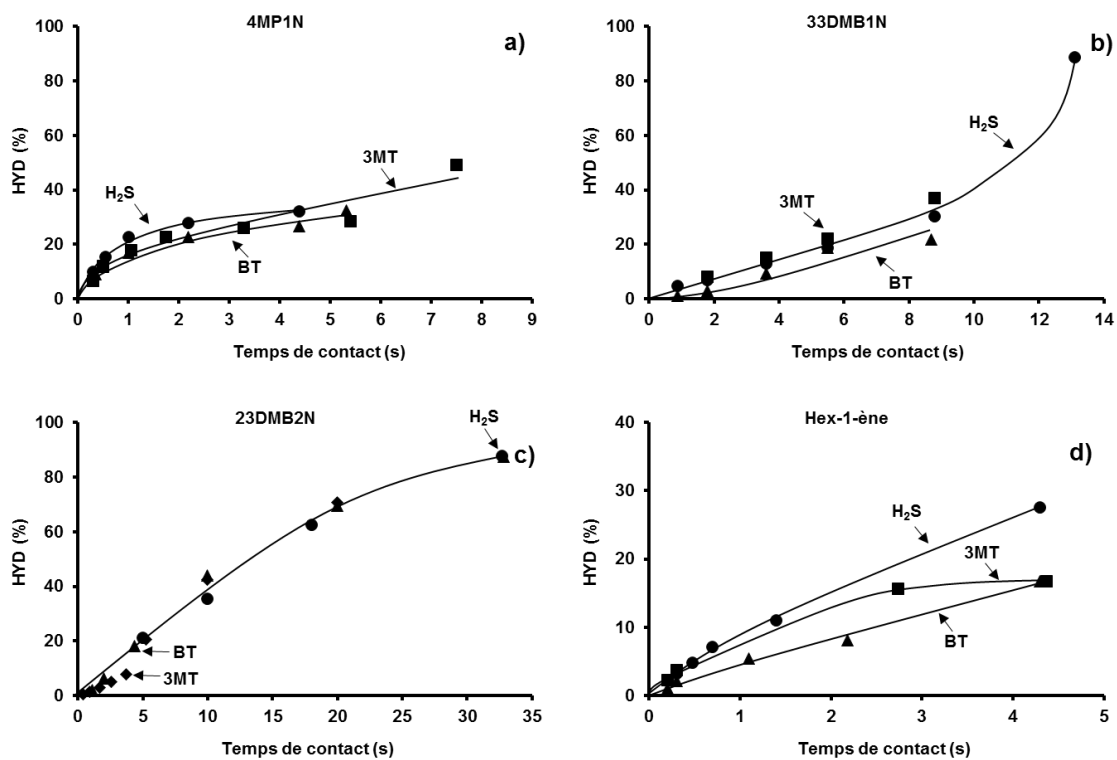 4MP1N
a)
HYD (%)
100
80
60
40
20
0
H₂S
3MT
BT
0 1 2 3 4 5 6 7 8 9
Temps de contact (s)
33DMB1N
b)
HYD (%)
100
80
60
40
20
0
H₂S
3MT
BT
0 2 4 6 8 10 12 14
Temps de contact (s)
23DMB2N
c)
HYD (%)
100
80
60
40
20
0
H₂S
BT
3MT
0 5 10 15 20 25 30 35
Temps de contact (s)
Hex-1-ène
d)
HYD (%)
40
30
20
10
0
H₂S
3MT
BT
0 1 2 3 4 5
Temps de contact (s)